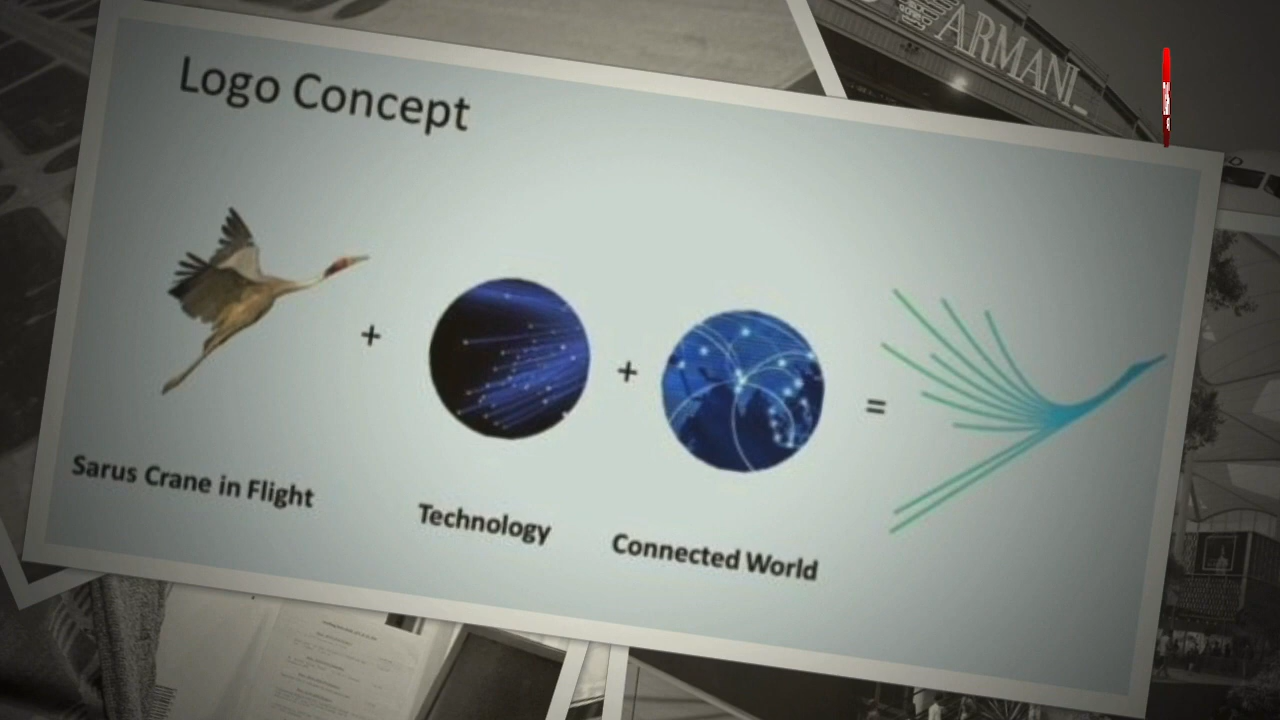 ARMANI
Logo Concept
+
+
=
Sarus Crane in Flight
Technology
Connected World